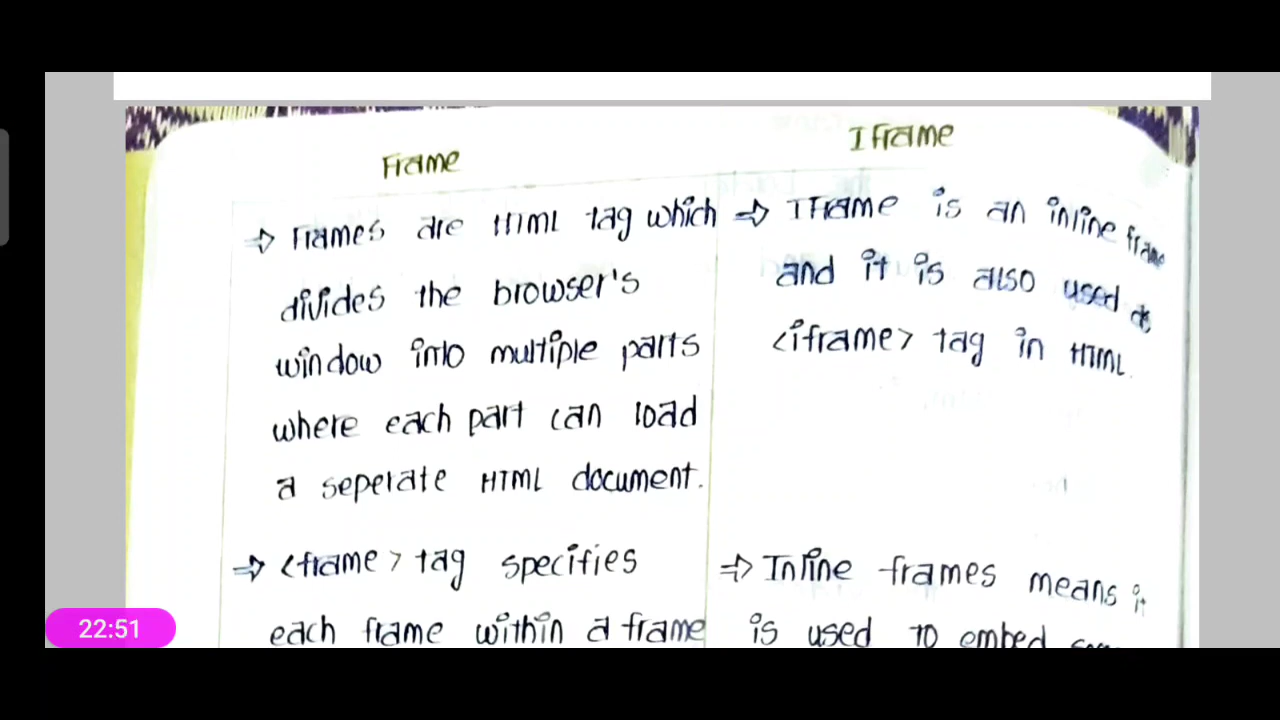 Frame
IFrame
⇒ Frames are HTML tag which
divides the browser's
window into multiple parts
where each part can load
a seperate HTML document.
⇒ IFrame is an inline frame
and it is also used as
<iframe> tag in HTML.
⇒ <frame> tag specifies
each frame within a frame
⇒ Inline frames means it
is used to embed
22:51